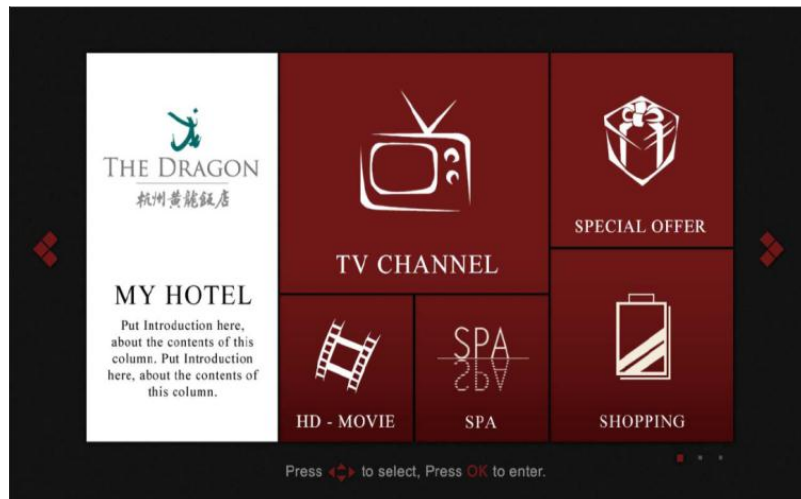 THE DRAGON
杭州黄龍飯店
MY HOTEL
Put Introduction here,
about the contents of this
column. Put Introduction
here, about the contents of
this column.
TV CHANNEL
SPECIAL OFFER
SPA
HD - MOVIE
SPA
SHOPPING
Press to select, Press OK to enter.